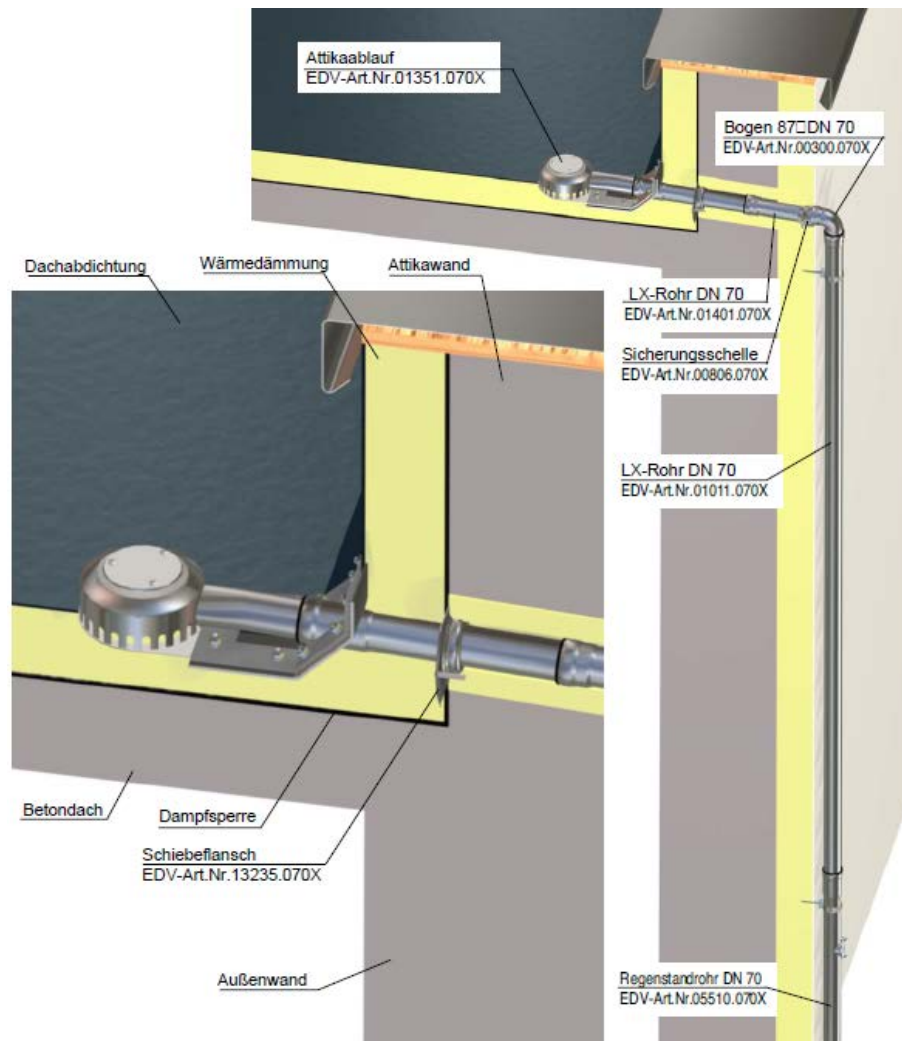 Attikaablauf
EDV-Art.Nr.01351.070X
Bogen 87□DN 70
EDV-Art.Nr.00300.070X
Dachabdichtung
Wärmedämmung
Attikawand
LX-Rohr DN 70
EDV-Art.Nr.01401.070X
Sicherungsschelle
EDV-Art.Nr.00806.070X
LX-Rohr DN 70
EDV-Art.Nr.01011.070X
Betondach
Dampfsperre
Schiebeflansch
EDV-Art.Nr.13235.070X
Außenwand
Regenstandrohr DN 70
EDV-Art.Nr.05510.070X